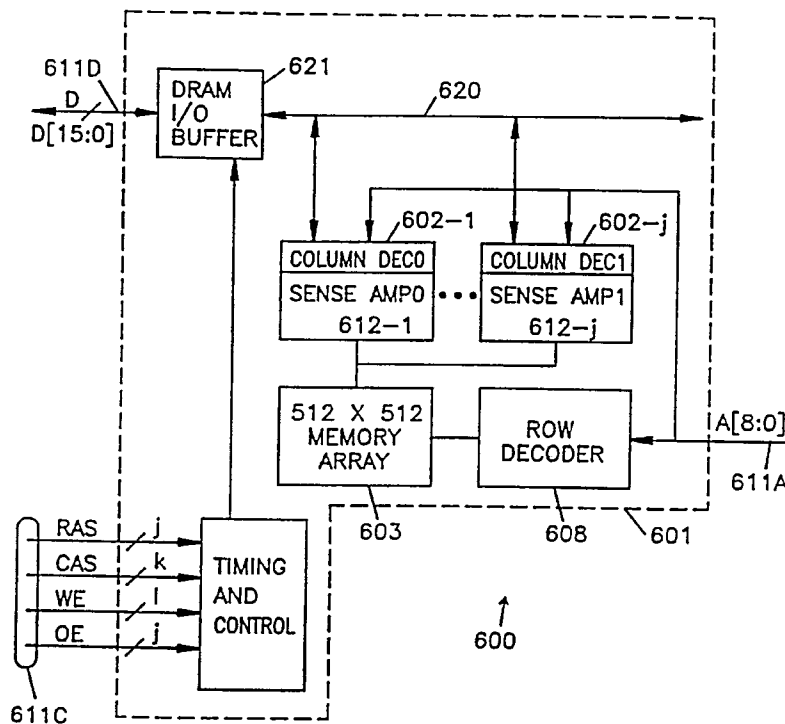 611D
D
D[15:0]
DRAM
I/O
BUFFER
621
620
602-1
602-j
COLUMN DEC0
COLUMN DEC1
SENSE AMP0
SENSE AMP1
612-1
612-j
512 X 512
MEMORY
ARRAY
ROW
DECODER
A[8:0]
611A
603
608
601
RAS
j
CAS
k
WE
l
OE
j
TIMING
AND
CONTROL
600
611C